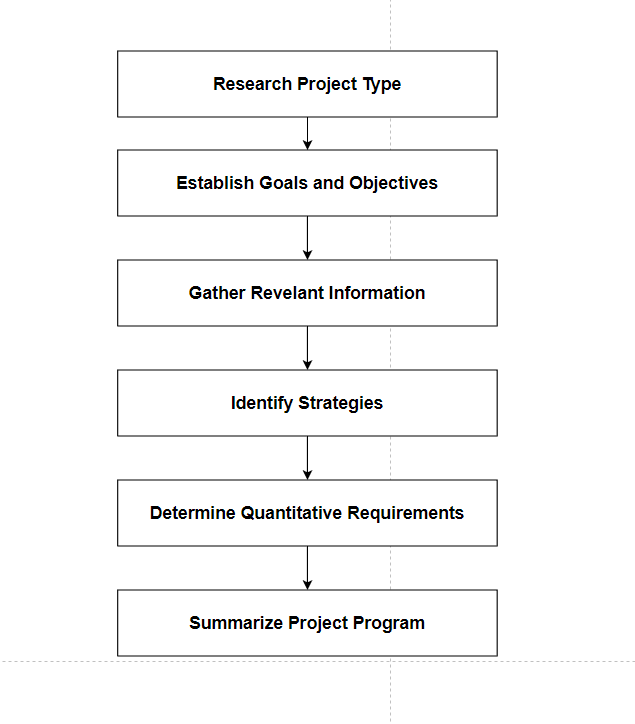 Research Project Type
Establish Goals and Objectives
Gather Revelant Information
Identify Strategies
Determine Quantitative Requirements
Summarize Project Program